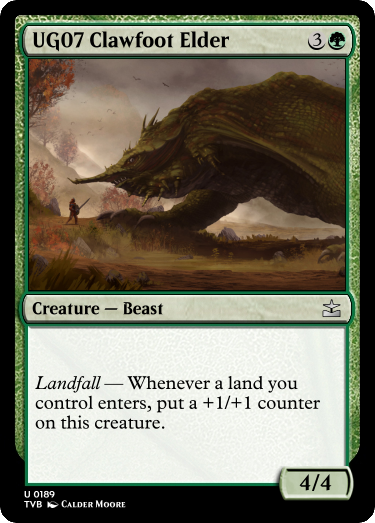 UG07 Clawfoot Elder 3
Creature — Beast
Landfall — Whenever a land you
control enters, put a +1/+1 counter
on this creature.
4/4
U 0189
TVB CALDER MOORE